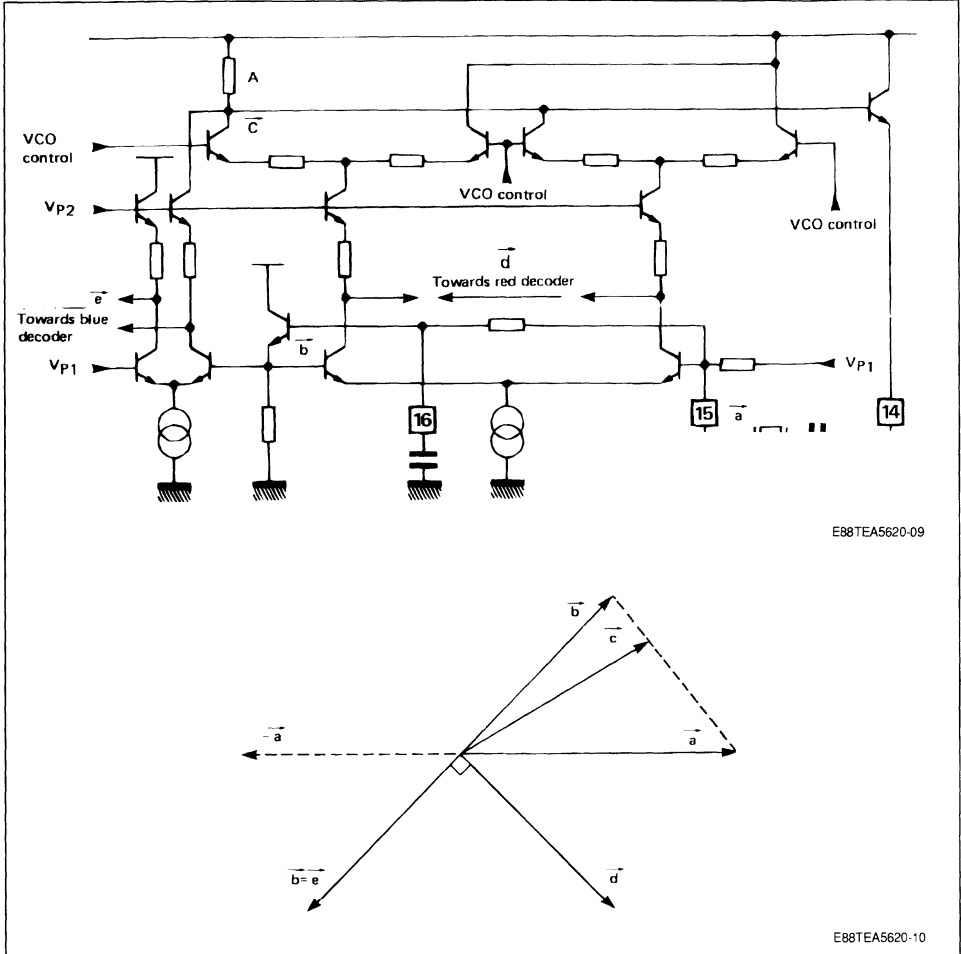 A
C
VCO
control
VCO control
VCO control
VP2
d
Towards red decoder
e
Towards blue
decoder
b
VP1
VP1
16
15
a
14
E88TEA5620-09
b
c
-a
a
b=e
d
E88TEA5620-10